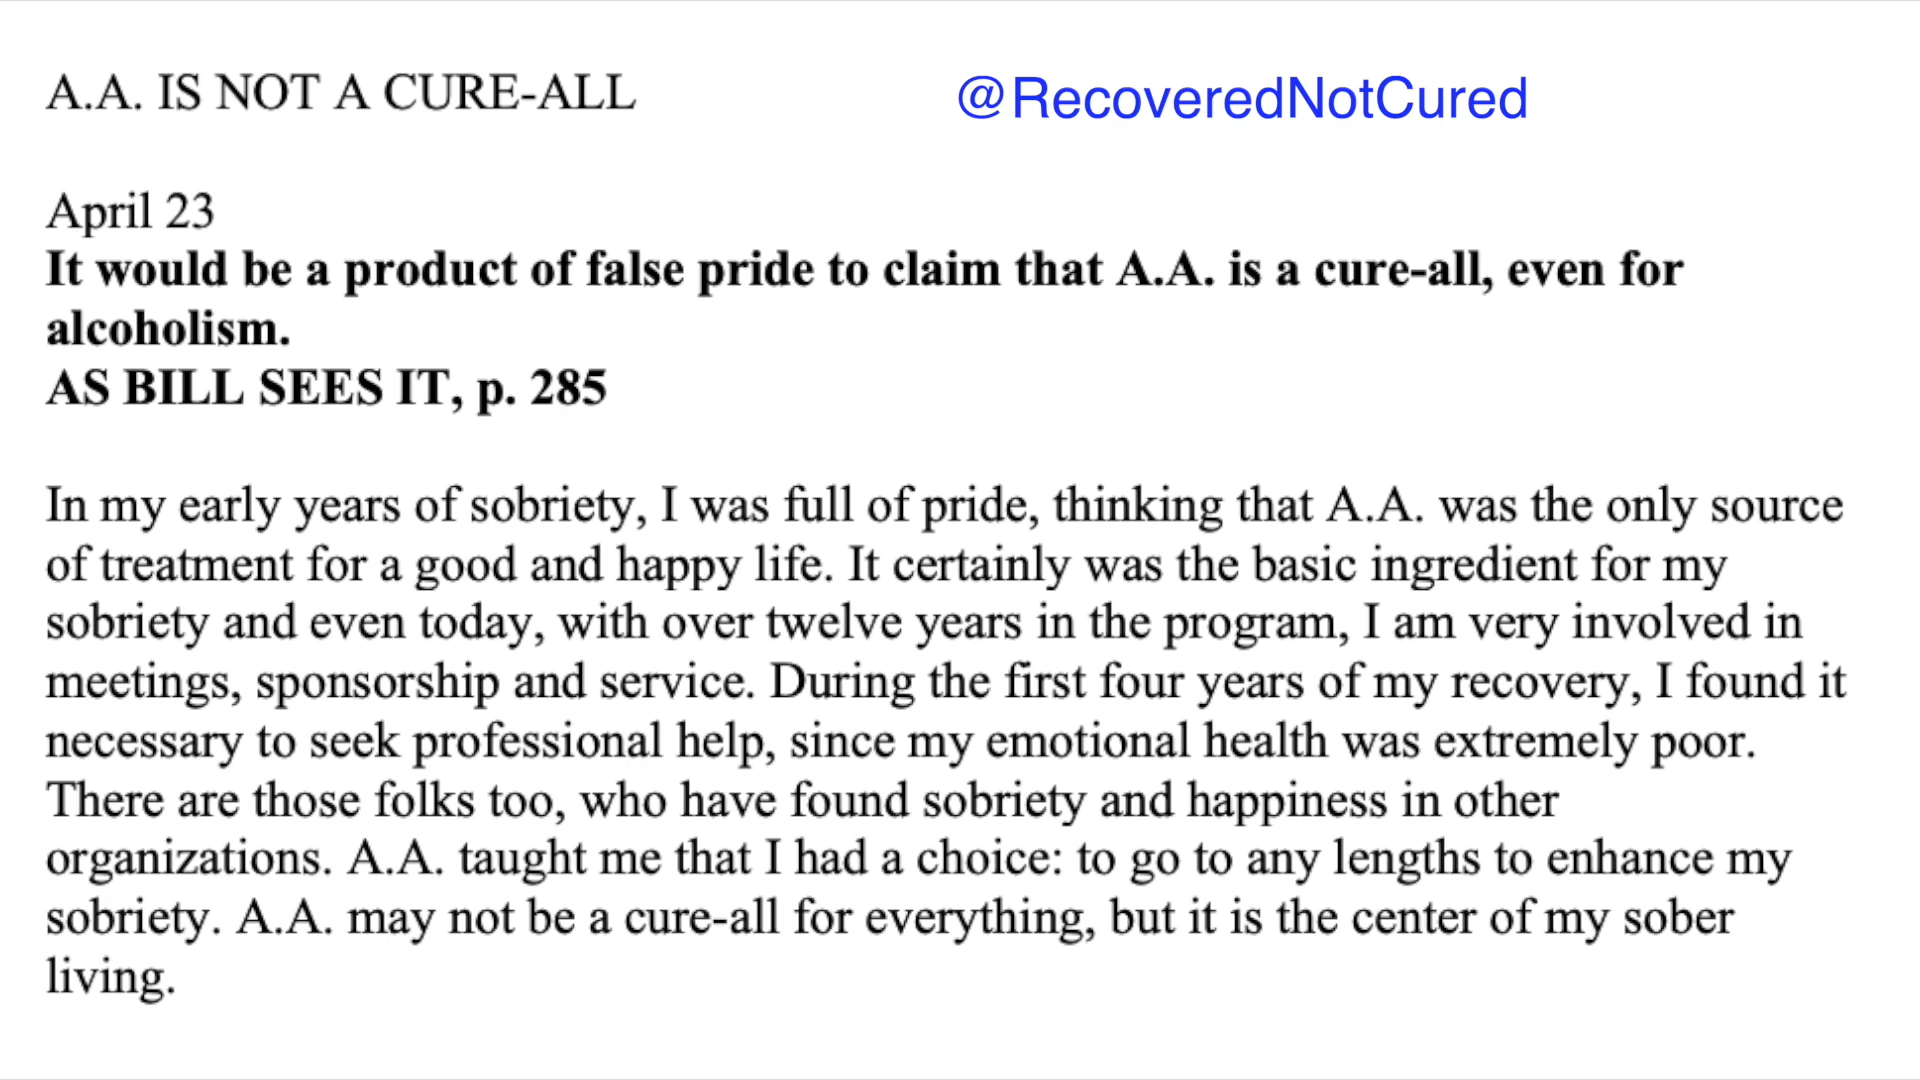 A.A. IS NOT A CURE-ALL
@RecoveredNotCured
April 23
It would be a product of false pride to claim that A.A. is a cure-all, even for
alcoholism.
AS BILL SEES IT, p. 285
In my early years of sobriety, I was full of pride, thinking that A.A. was the only source
of treatment for a good and happy life. It certainly was the basic ingredient for my
sobriety and even today, with over twelve years in the program, I am very involved in
meetings, sponsorship and service. During the first four years of my recovery, I found it
necessary to seek professional help, since my emotional health was extremely poor.
There are those folks too, who have found sobriety and happiness in other
organizations. A.A. taught me that I had a choice: to go to any lengths to enhance my
sobriety. A.A. may not be a cure-all for everything, but it is the center of my sober
living.